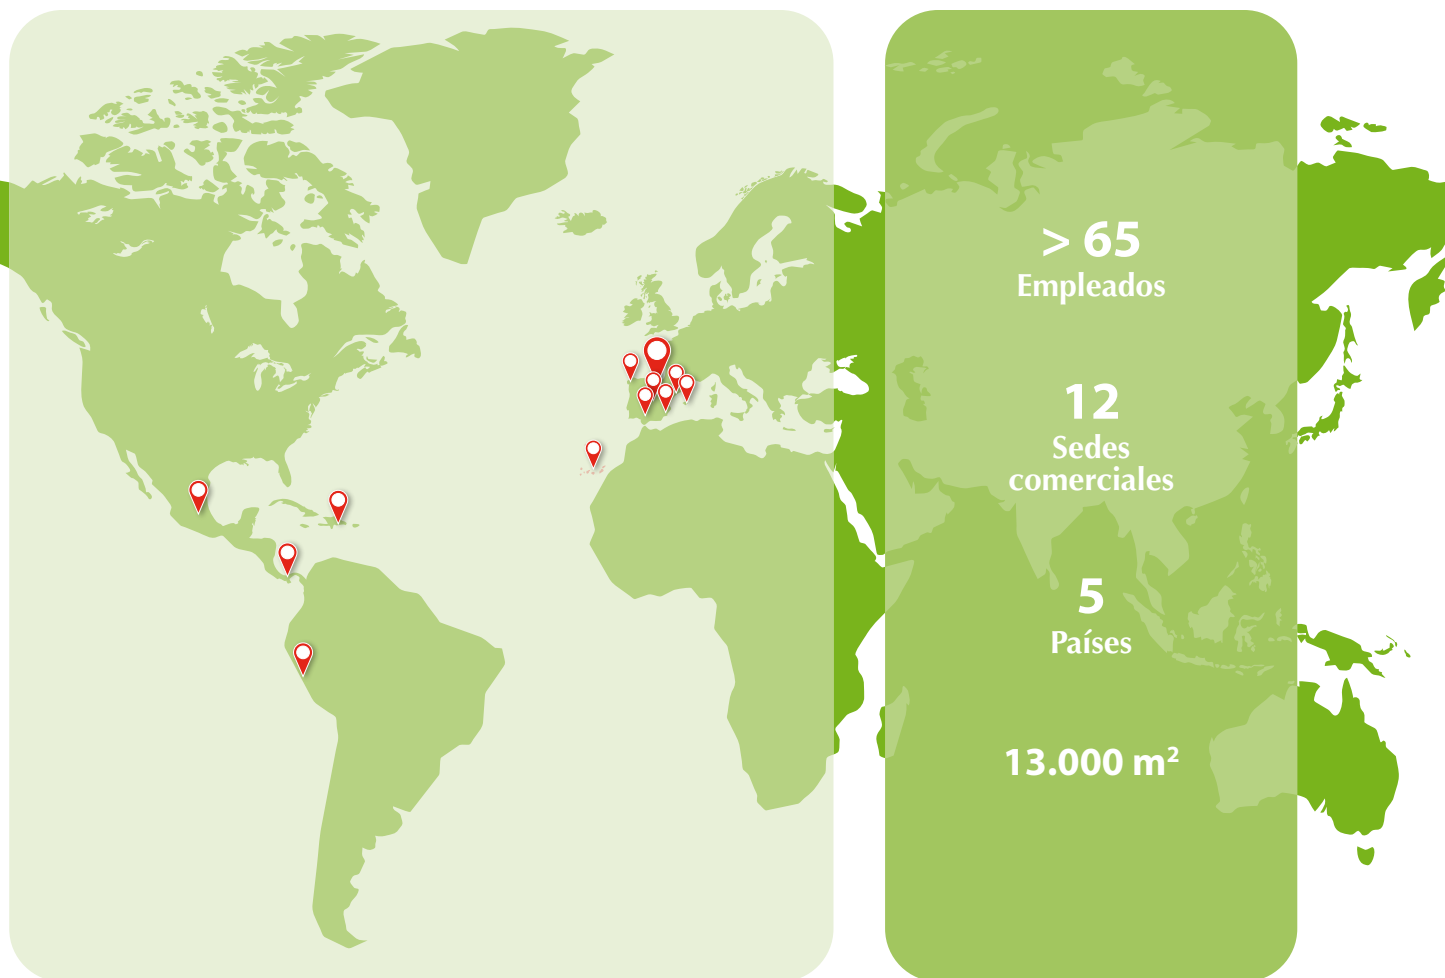 > 65
Empleados
12
Sedes
comerciales
5
Países
13.000 m²